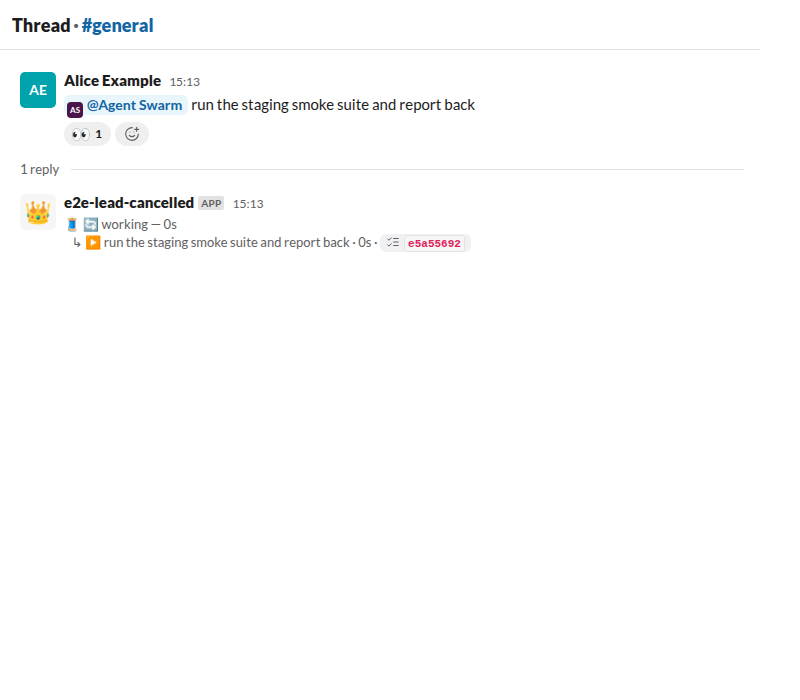 Thread · #general
AE
Alice Example 15:13
AS @Agent Swarm run the staging smoke suite and report back
👀 1
1 reply
e2e-lead-cancelled APP 15:13
🧵 🔄 working — 0s
↳ ▶️ run the staging smoke suite and report back · 0s · e5a55692